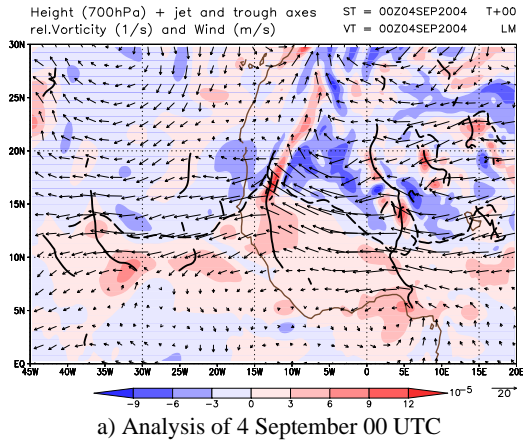 Height (700hPa) + jet and trough axes ST = 00Z04SEP2004 T+00
rel.Vorticity (1/s) and Wind (m/s) VT = 00Z04SEP2004 LM
30N
25N
20N
15N
10N
5N
EQ
45W 40W 35W 30W 25W 20W 15W 10W 5W 0 5E 10E 15E 20E
-9 -6 -3 0 3 6 9 12 10⁻⁵ 20
a) Analysis of 4 September 00 UTC